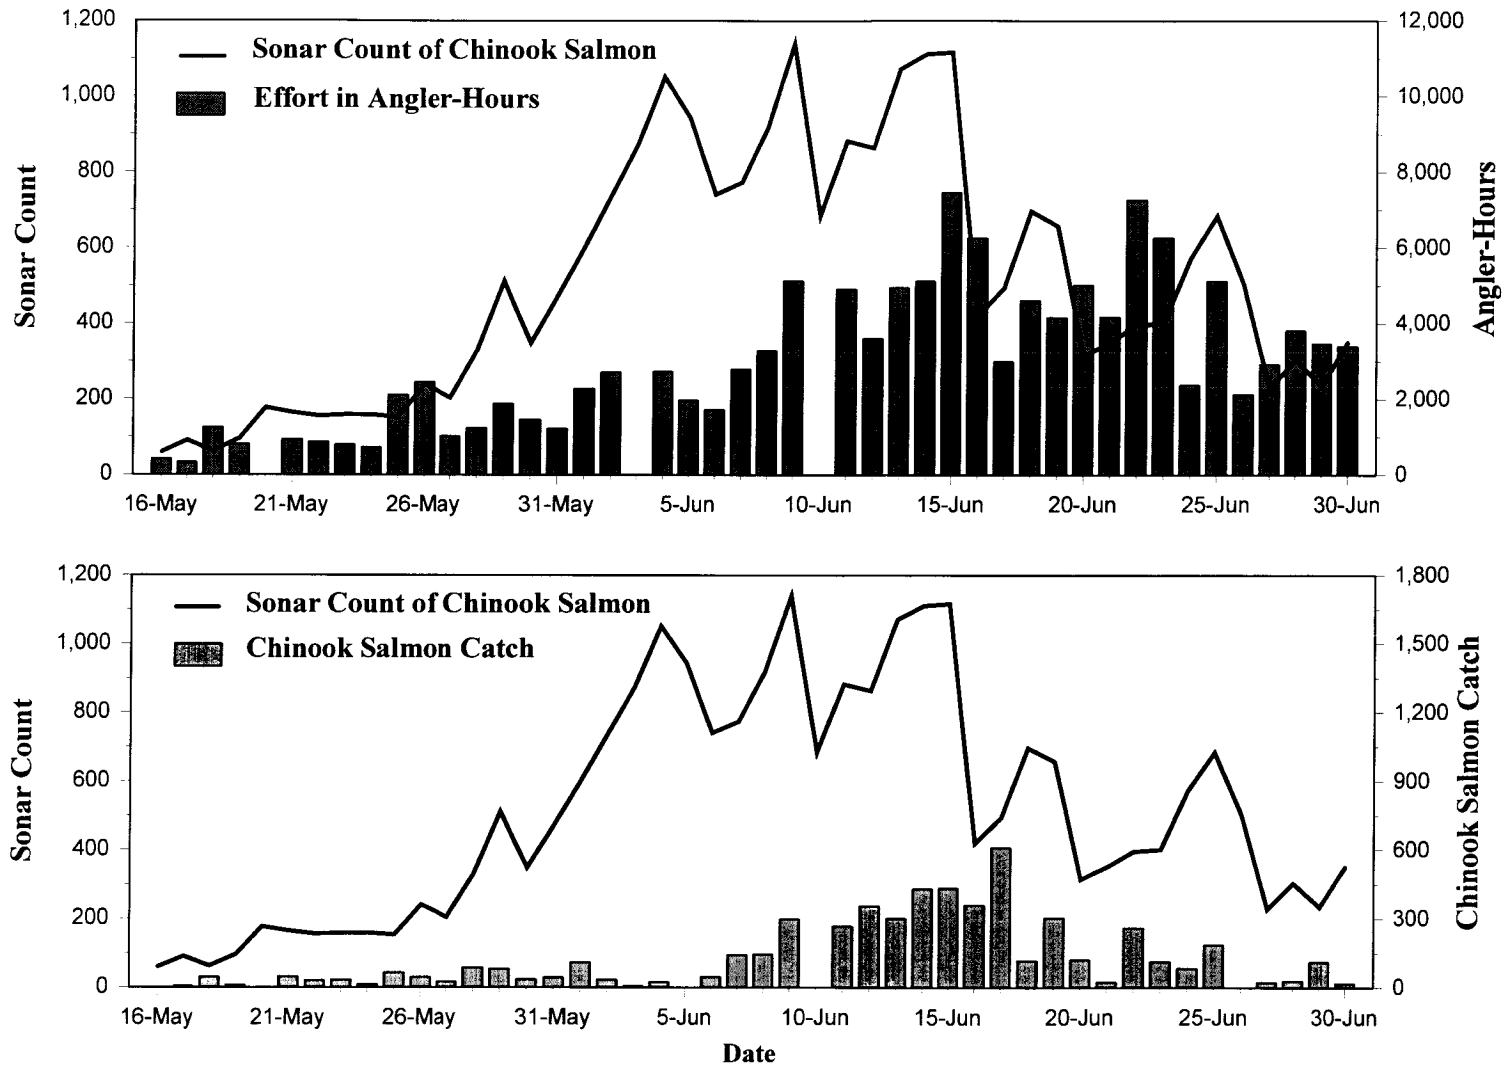 1,200
1,000
800
600
400
200
0
Sonar Count
Sonar Count of Chinook Salmon
Effort in Angler-Hours
12,000
10,000
8,000
6,000
4,000
2,000
0
Angler-Hours
16-May 21-May 26-May 31-May 5-Jun 10-Jun 15-Jun 20-Jun 25-Jun 30-Jun
1,200
1,000
800
600
400
200
0
Sonar Count
Sonar Count of Chinook Salmon
Chinook Salmon Catch
1,800
1,500
1,200
900
600
300
0
Chinook Salmon Catch
16-May 21-May 26-May 31-May 5-Jun 10-Jun 15-Jun 20-Jun 25-Jun 30-Jun
Date